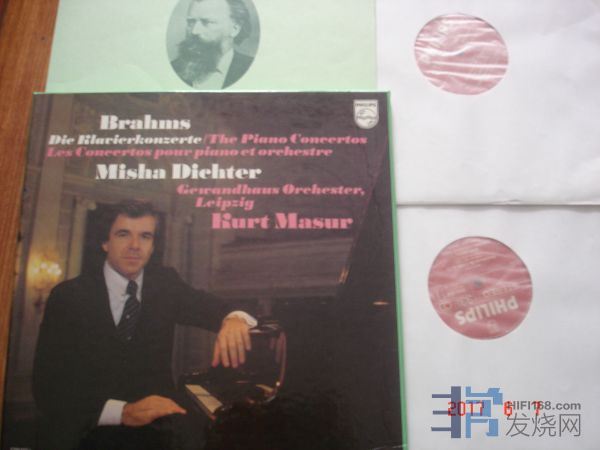 PHILIPS
Brahms
Die Klavierkonzerte/The Piano Concertos
Les Concertos pour piano et orchestre
Misha Dichter
Gewandhaus Orchester,
Leipzig
Kurt Masur
PHILIPS
2017 6 7
HIFI168.com
发烧网